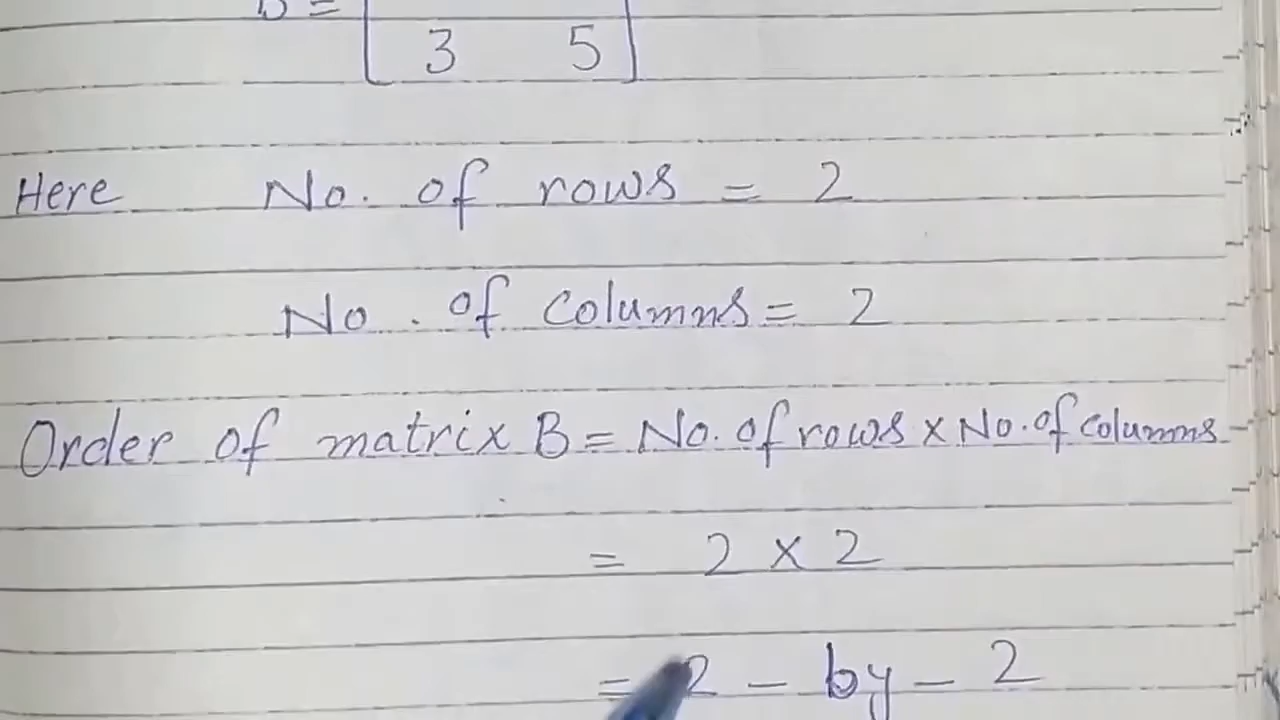 B =
3 5
Here No. of rows = 2
No. of columns = 2
Order of matrix B = No. of rows × No. of columns
= 2 × 2
= 2 - by - 2